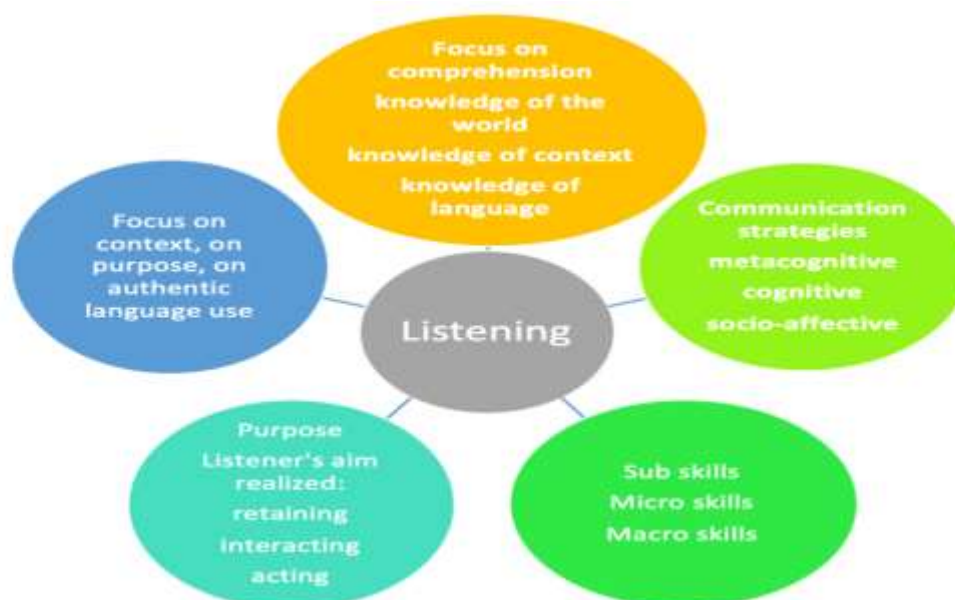 Focus on
comprehension
knowledge of the
world
knowledge of context
knowledge of
language
Communication
strategies
metacognitive
cognitive
socio-affective
Sub skills
Micro skills
Macro skills
Purpose
Listener's aim
realized:
retaining
interacting
acting
Focus on
context, on
purpose, on
authentic
language use
Listening